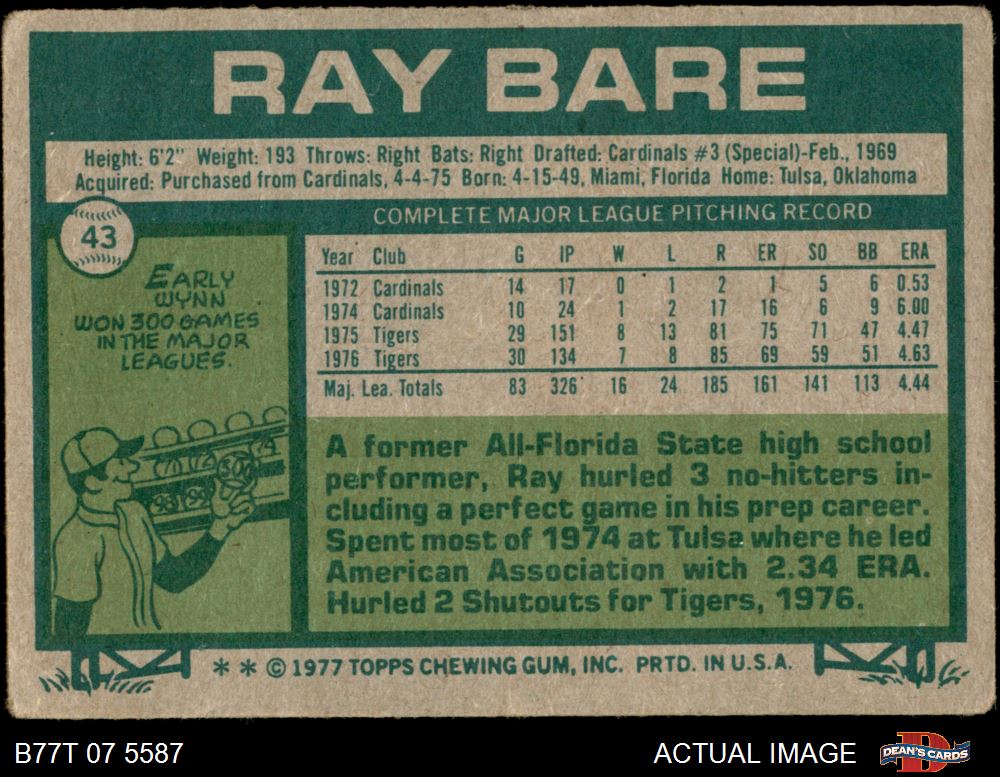 RAY BARE
Height: 6'2" Weight: 193 Throws: Right Bats: Right Drafted: Cardinals #3 (Special)-Feb., 1969
Acquired: Purchased from Cardinals, 4-4-75 Born: 4-15-49, Miami, Florida Home: Tulsa, Oklahoma
43
EARLY
WYNN
WON 300 GAMES
IN THE MAJOR
LEAGUES.
COMPLETE MAJOR LEAGUE PITCHING RECORD
Year Club G IP W L R ER SO BB ERA
1972 Cardinals 14 17 0 1 2 1 5 6 0.53
1974 Cardinals 10 24 1 2 17 16 6 9 6.00
1975 Tigers 29 151 8 13 81 75 71 47 4.47
1976 Tigers 30 134 7 8 85 69 59 51 4.63
Maj. Lea. Totals 83 326 16 24 185 161 141 113 4.44
300
298 299
A former All-Florida State high school
performer, Ray hurled 3 no-hitters in-
cluding a perfect game in his prep career.
Spent most of 1974 at Tulsa where he led
American Association with 2.34 ERA.
Hurled 2 Shutouts for Tigers, 1976.
* * © 1977 TOPPS CHEWING GUM, INC. PRTD. IN U.S.A.
B77T 07 5587
ACTUAL IMAGE
DEAN'S CARDS